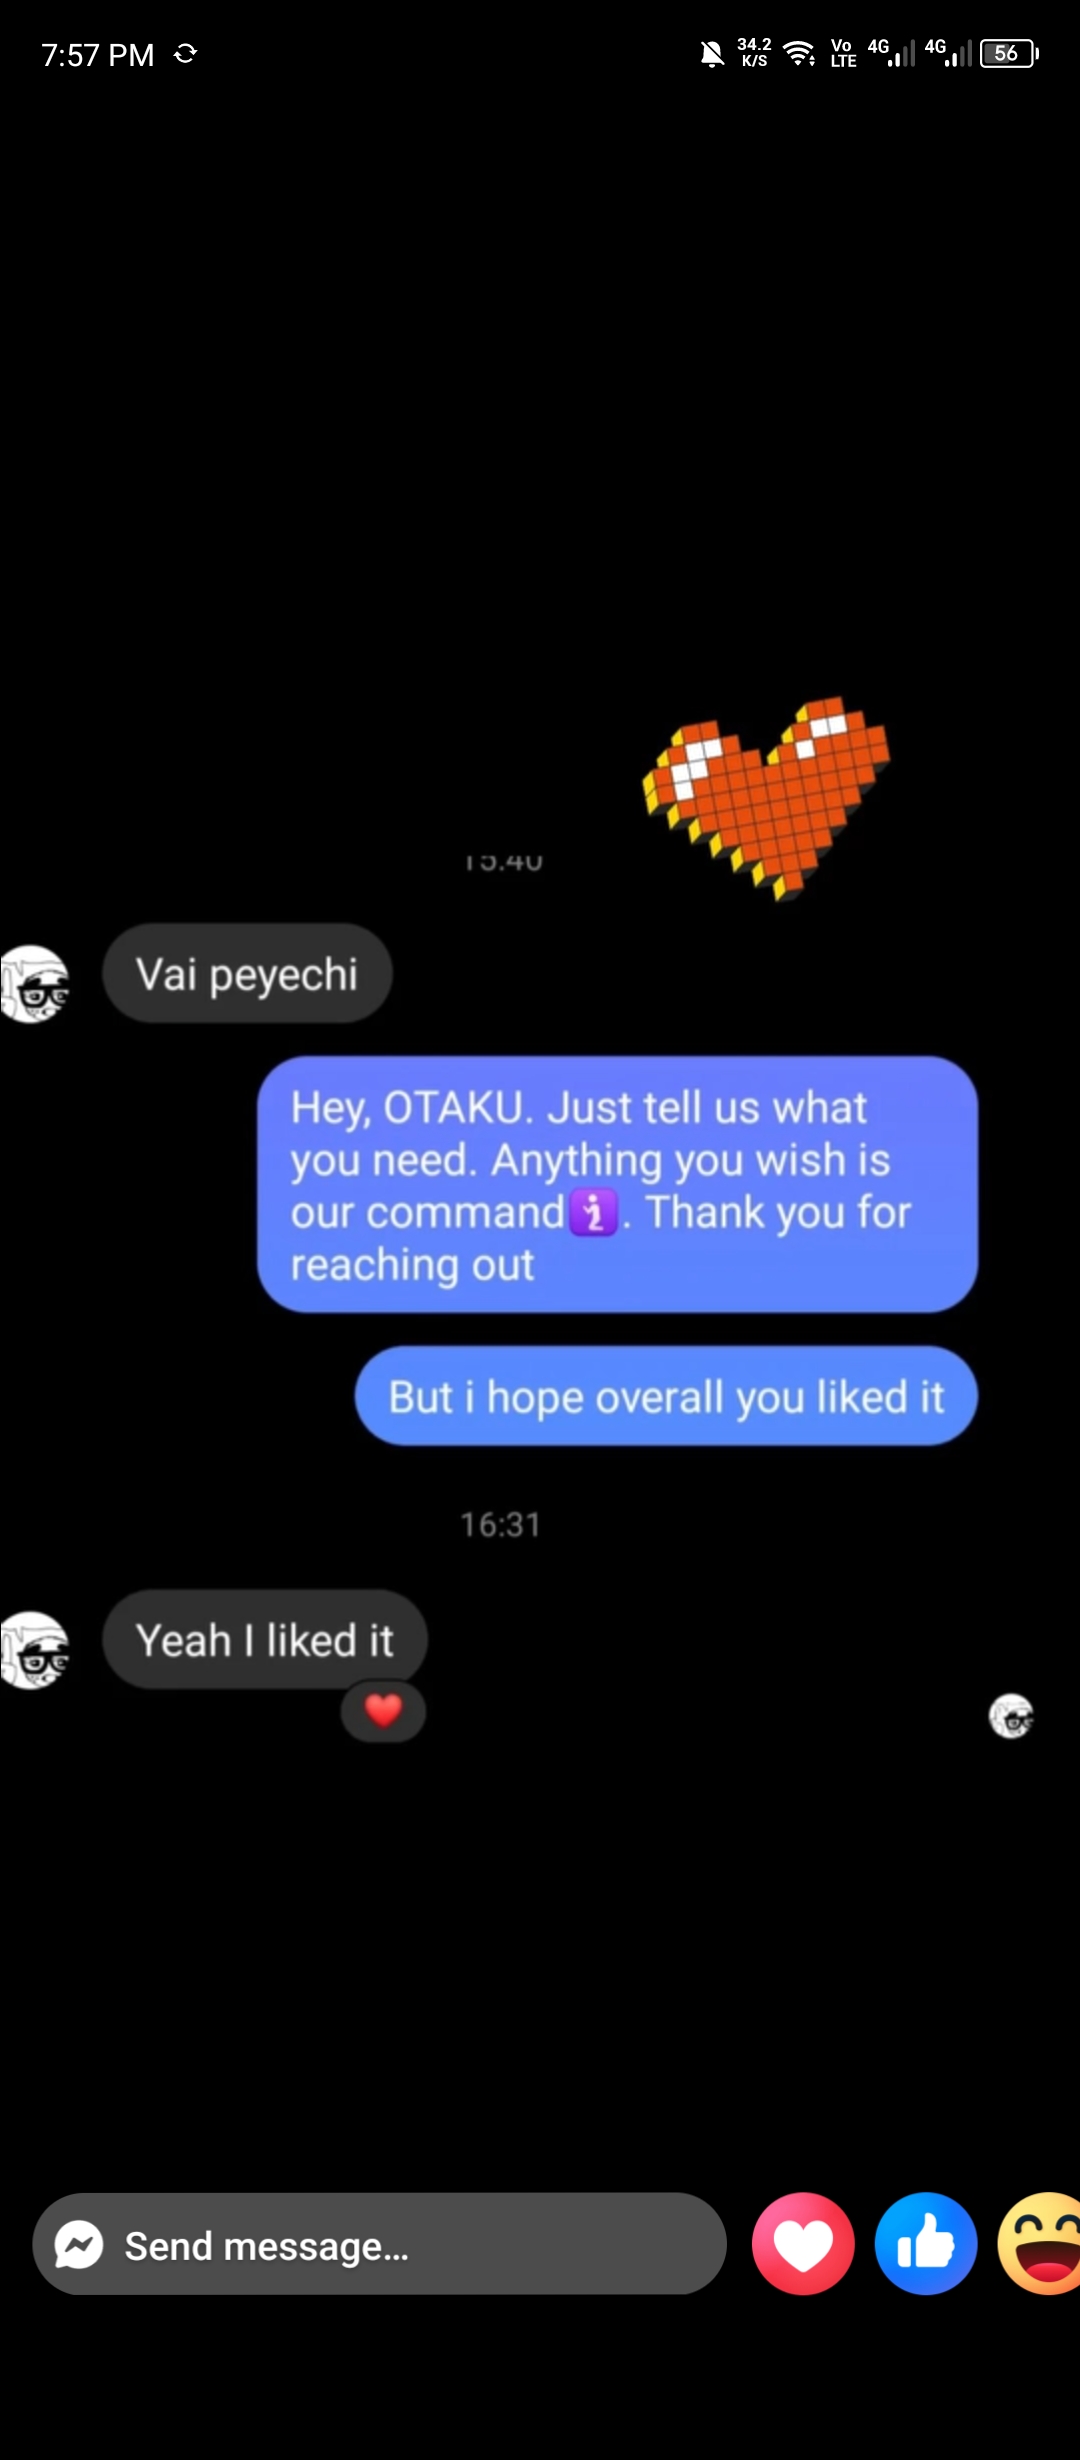 7:57 PM
34.2
K/S
Vo
LTE
4G
4G
56
15:40
Vai peyechi
Hey, OTAKU. Just tell us what
you need. Anything you wish is
our command🛐. Thank you for
reaching out
But i hope overall you liked it
16:31
Yeah I liked it
Send message...